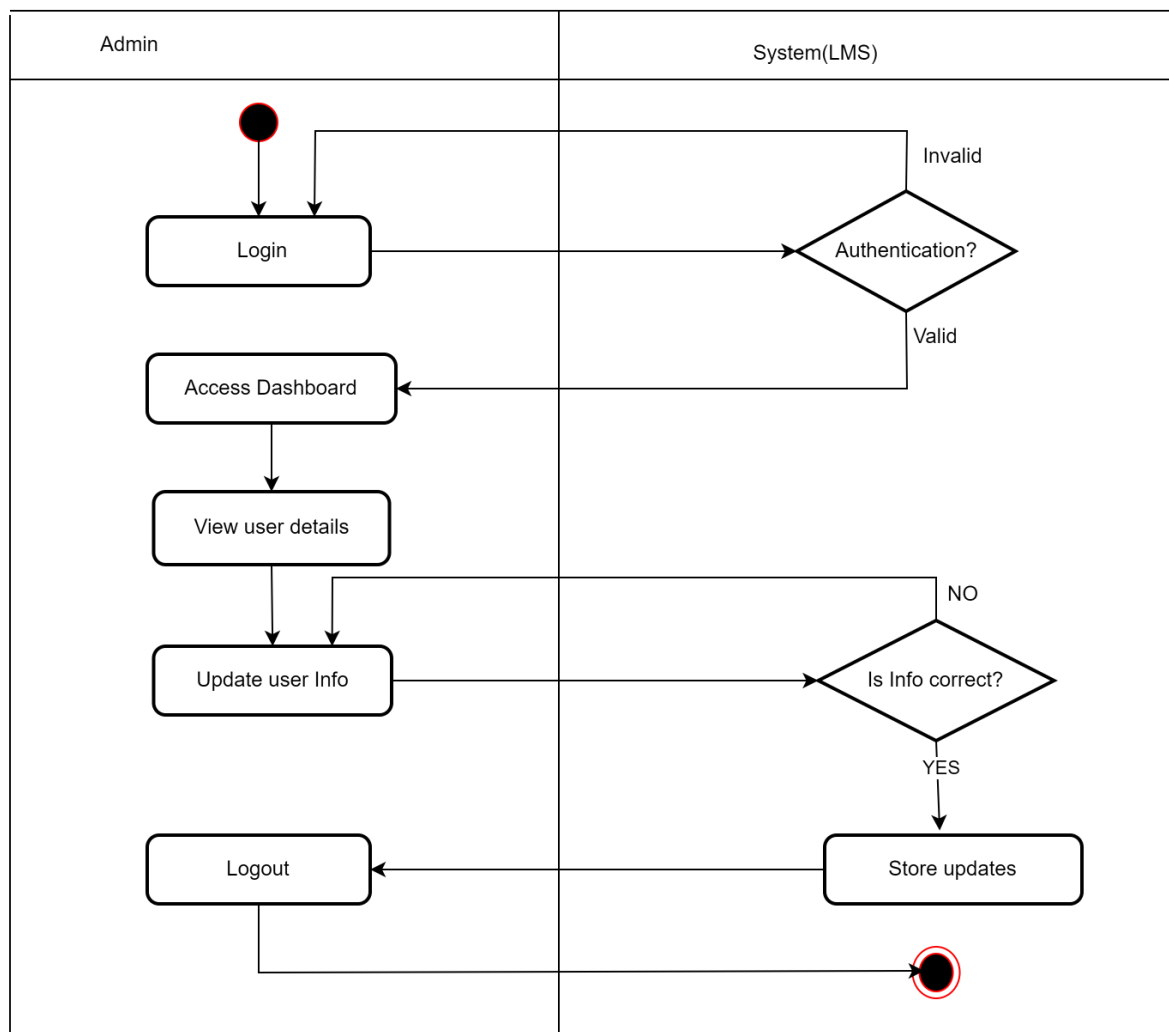 Admin
System(LMS)
Invalid
Login
Authentication?
Valid
Access Dashboard
View user details
NO
Update user Info
Is Info correct?
YES
Logout
Store updates